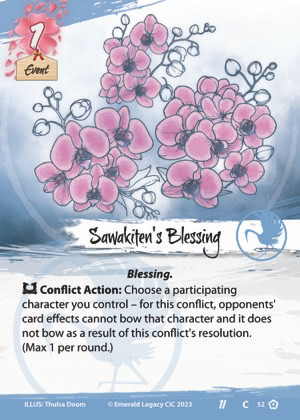 1
Event
Sawakiten's Blessing
Blessing.
Conflict Action: Choose a participating
character you control – for this conflict, opponents'
card effects cannot bow that character and it does
not bow as a result of this conflict's resolution.
(Max 1 per round.)
ILLUS: Thulsa Doom © Emerald Legacy CIC 2023 C 52